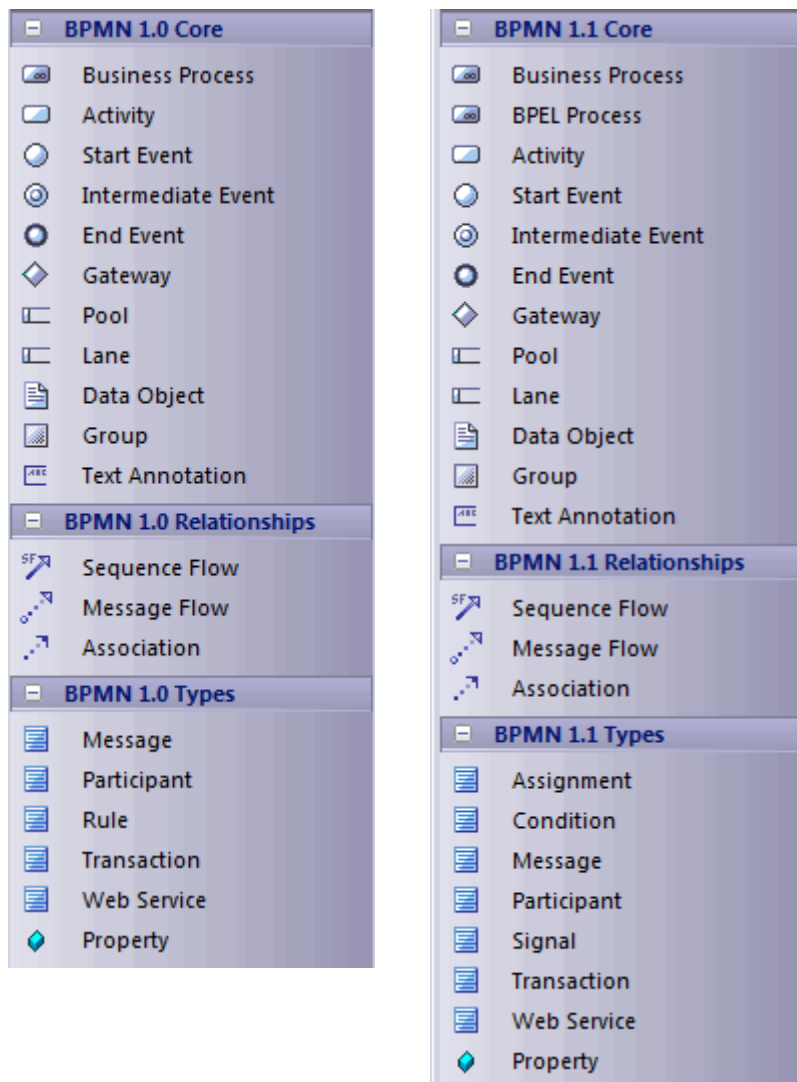 BPMN 1.0 Core
Business Process
Activity
Start Event
Intermediate Event
End Event
Gateway
Pool
Lane
Data Object
Group
Text Annotation
BPMN 1.0 Relationships
Sequence Flow
Message Flow
Association
BPMN 1.0 Types
Message
Participant
Rule
Transaction
Web Service
Property
BPMN 1.1 Core
Business Process
BPEL Process
Activity
Start Event
Intermediate Event
End Event
Gateway
Pool
Lane
Data Object
Group
Text Annotation
BPMN 1.1 Relationships
Sequence Flow
Message Flow
Association
BPMN 1.1 Types
Assignment
Condition
Message
Participant
Signal
Transaction
Web Service
Property